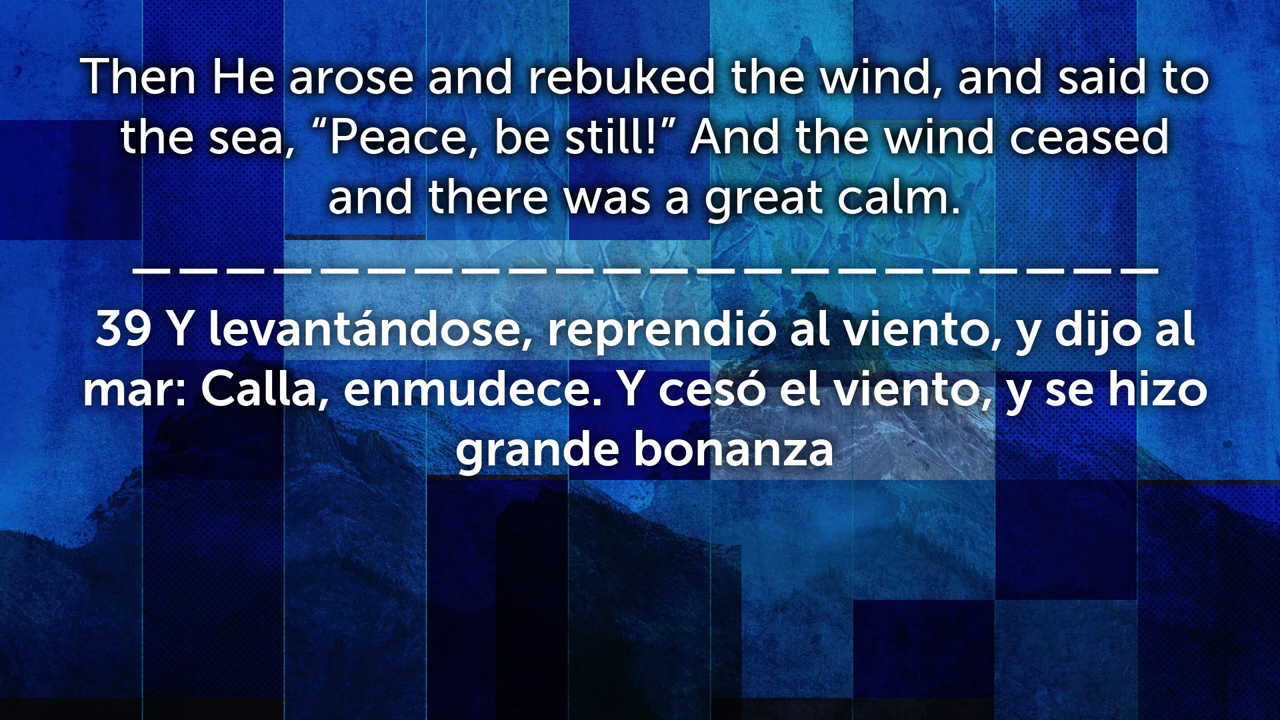 Then He arose and rebuked the wind, and said to
the sea, “Peace, be still!” And the wind ceased
and there was a great calm.
— — — — — — — — — — — — — — — — — — — — — —
39 Y levantándose, reprendió al viento, y dijo al
mar: Calla, enmudece. Y cesó el viento, y se hizo
grande bonanza